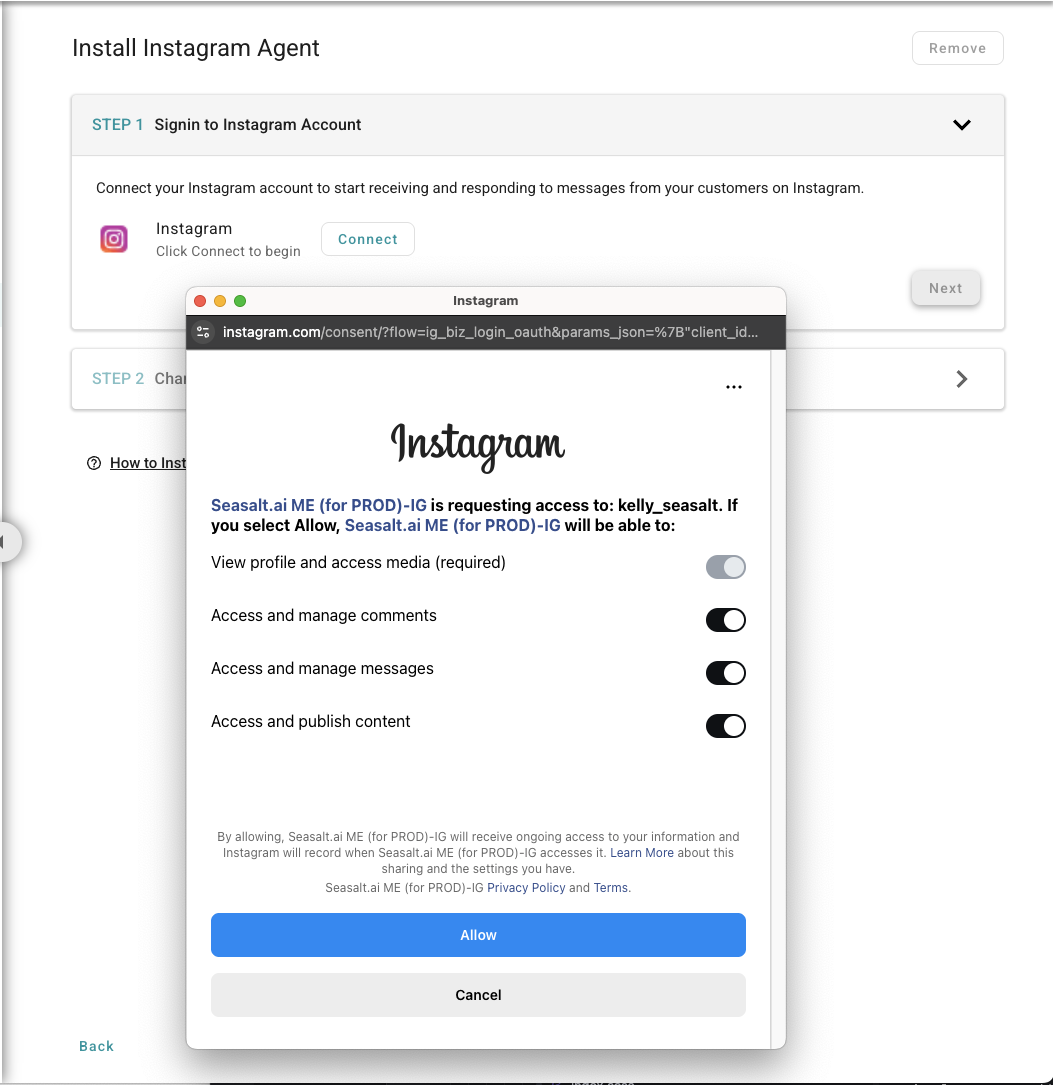 Install Instagram Agent
Remove
STEP 1 Signin to Instagram Account
Connect your Instagram account to start receiving and responding to messages from your customers on Instagram.
Instagram
Click Connect to begin
Connect
Next
Instagram
instagram.com/consent/?flow=ig_biz_login_oauth&params_json=%7B"client_id...
STEP 2
How to Inst
Instagram
Seasalt.ai ME (for PROD)-IG is requesting access to: kelly_seasalt. If
you select Allow, Seasalt.ai ME (for PROD)-IG will be able to:
View profile and access media (required)
Access and manage comments
Access and manage messages
Access and publish content
By allowing, Seasalt.ai ME (for PROD)-IG will receive ongoing access to your information and
Instagram will record when Seasalt.ai ME (for PROD)-IG accesses it. Learn More about this
sharing and the settings you have.
Seasalt.ai ME (for PROD)-IG Privacy Policy and Terms.
Allow
Cancel
Back